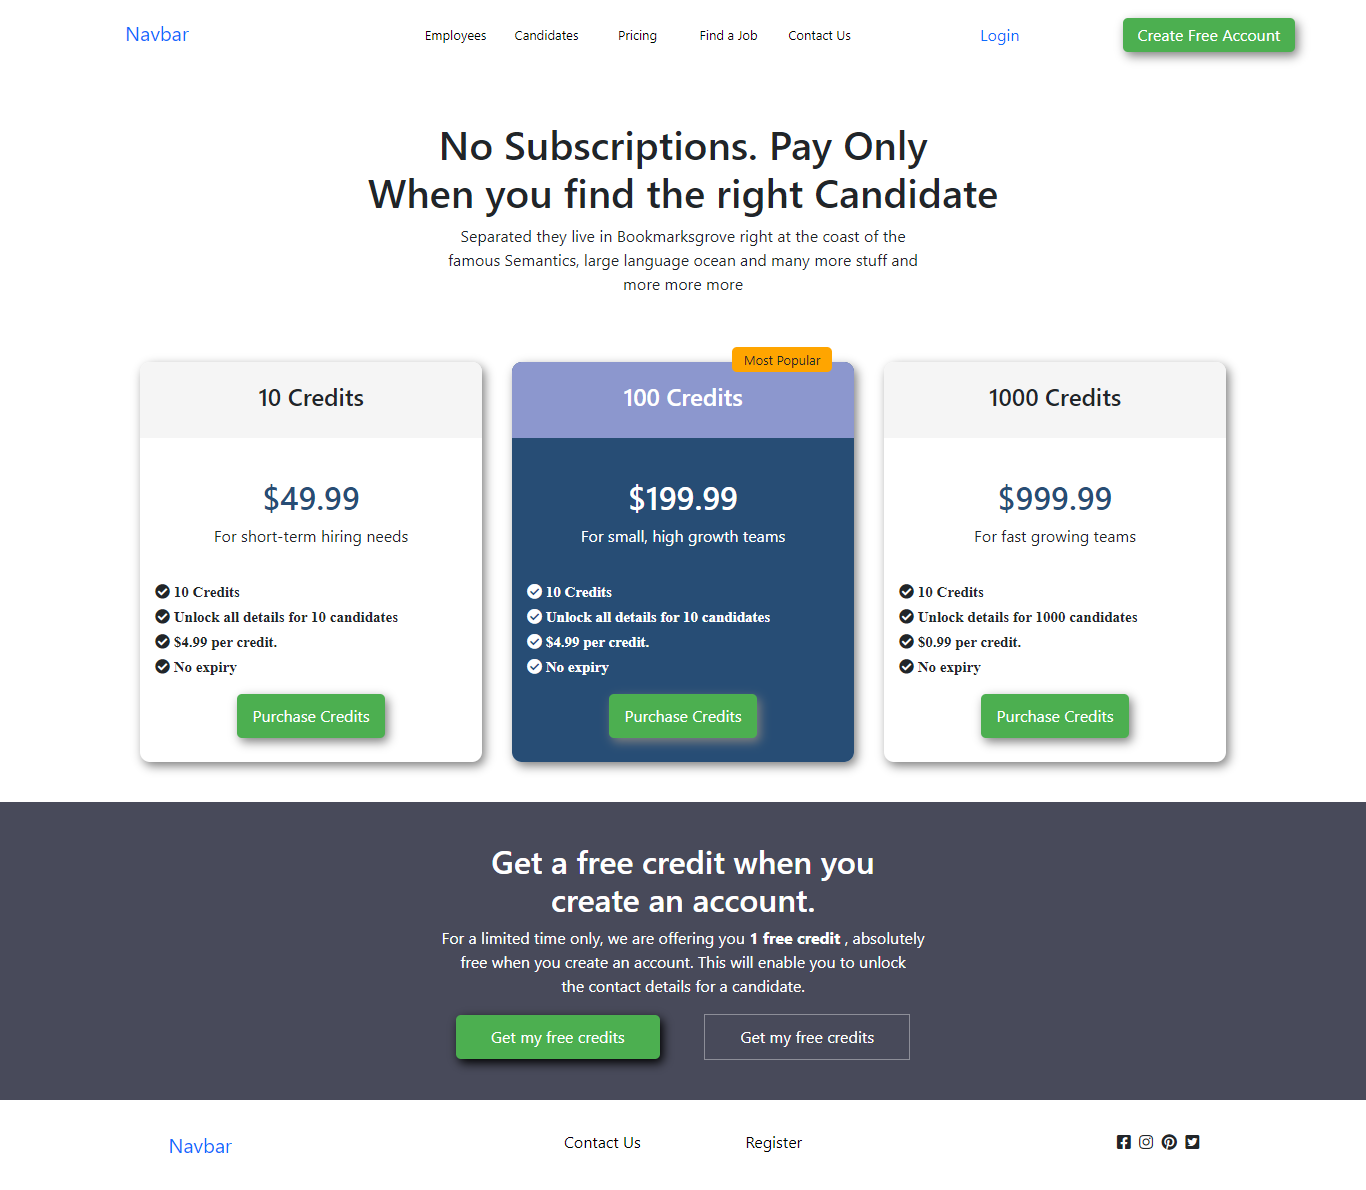 Navbar
Employees
Candidates
Pricing
Find a Job
Contact Us
Login
Create Free Account
No Subscriptions. Pay Only
When you find the right Candidate
Separated they live in Bookmarksgrove right at the coast of the
famous Semantics, large language ocean and many more stuff and
more more more
10 Credits
$49.99
For short-term hiring needs
10 Credits
Unlock all details for 10 candidates
$4.99 per credit.
No expiry
Purchase Credits
Most Popular
100 Credits
$199.99
For small, high growth teams
10 Credits
Unlock all details for 10 candidates
$4.99 per credit.
No expiry
Purchase Credits
1000 Credits
$999.99
For fast growing teams
10 Credits
Unlock details for 1000 candidates
$0.99 per credit.
No expiry
Purchase Credits
Get a free credit when you
create an account.
For a limited time only, we are offering you 1 free credit , absolutely
free when you create an account. This will enable you to unlock
the contact details for a candidate.
Get my free credits
Get my free credits
Navbar
Contact Us
Register